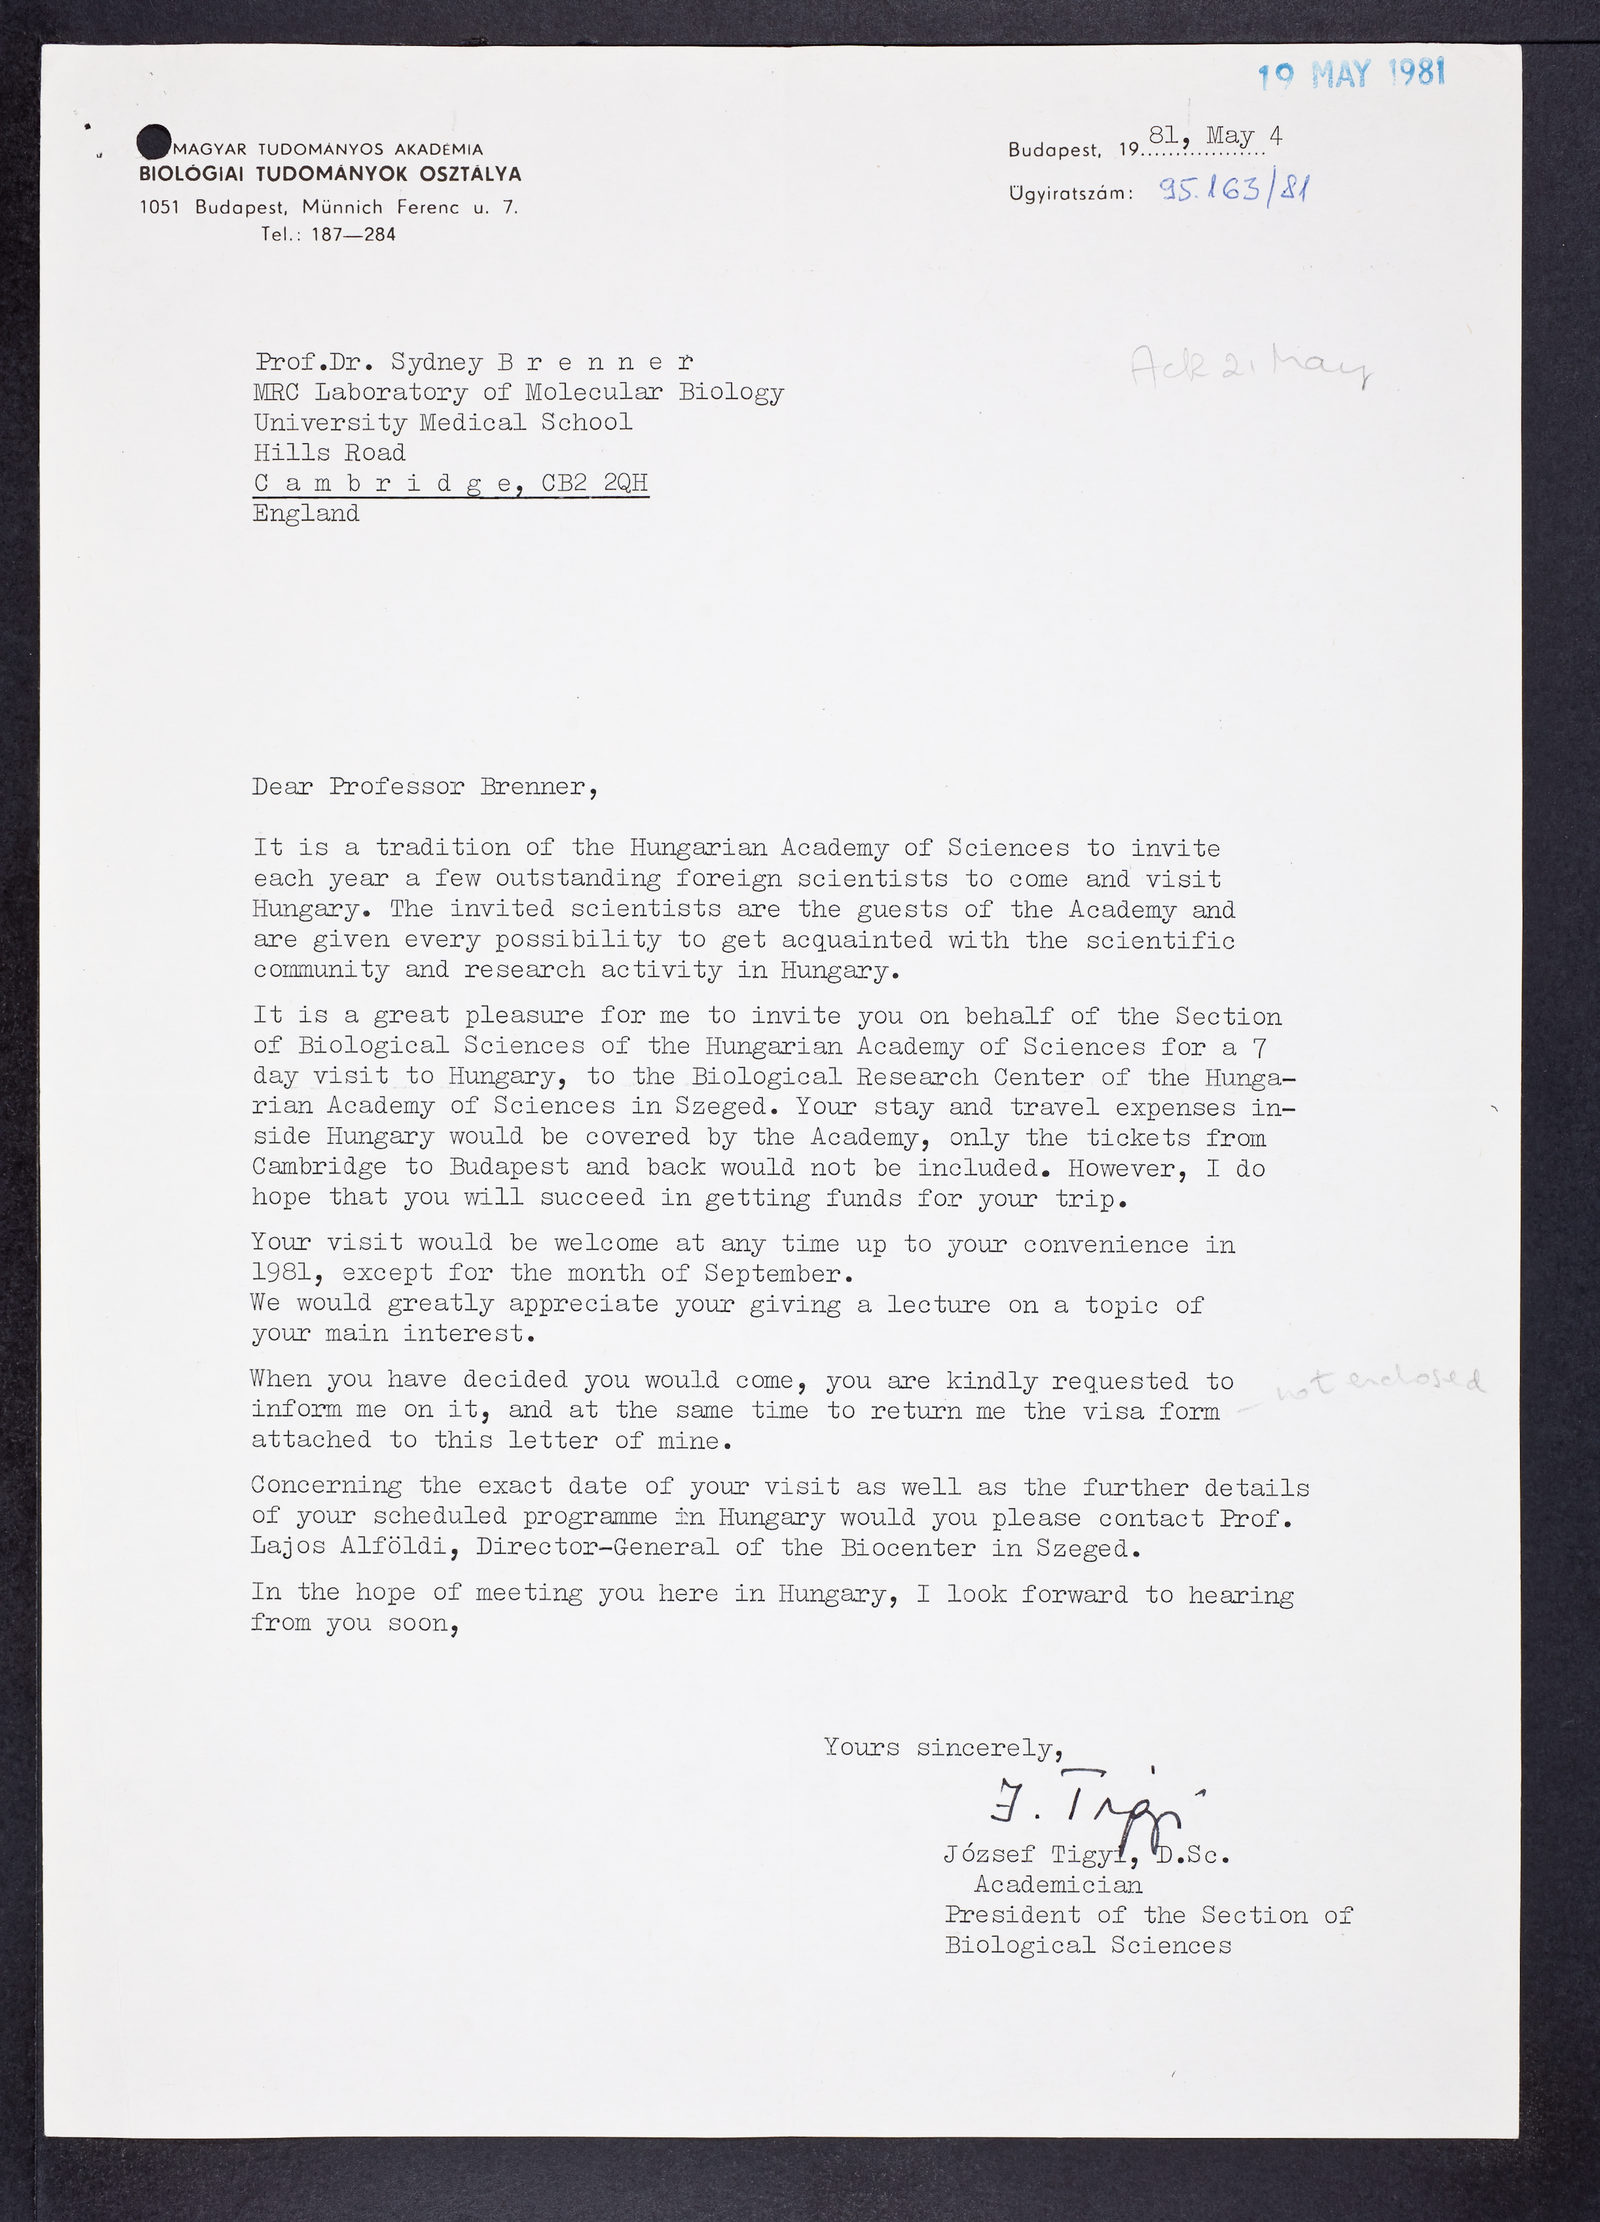 19 MAY 1981
MAGYAR TUDOMÁNYOS AKADÉMIA
BIOLÓGIAI TUDOMÁNYOK OSZTÁLYA
1051 Budapest, Münnich Ferenc u. 7.
Tel.: 187—284
Budapest, 19 81, May 4
Ügyiratszám: 95.163/81
Ack 21 May
Prof.Dr. Sydney B r e n n e r
MRC Laboratory of Molecular Biology
University Medical School
Hills Road
C a m b r i d g e, CB2 2QH
England
Dear Professor Brenner,
It is a tradition of the Hungarian Academy of Sciences to invite
each year a few outstanding foreign scientists to come and visit
Hungary. The invited scientists are the guests of the Academy and
are given every possibility to get acquainted with the scientific
community and research activity in Hungary.
It is a great pleasure for me to invite you on behalf of the Section
of Biological Sciences of the Hungarian Academy of Sciences for a 7
day visit to Hungary, to the Biological Research Center of the Hunga-
rian Academy of Sciences in Szeged. Your stay and travel expenses in-
side Hungary would be covered by the Academy, only the tickets from
Cambridge to Budapest and back would not be included. However, I do
hope that you will succeed in getting funds for your trip.
Your visit would be welcome at any time up to your convenience in
1981, except for the month of September.
We would greatly appreciate your giving a lecture on a topic of
your main interest.
When you have decided you would come, you are kindly requested to
inform me on it, and at the same time to return me the visa form — not enclosed
attached to this letter of mine.
Concerning the exact date of your visit as well as the further details
of your scheduled programme in Hungary would you please contact Prof.
Lajos Alföldi, Director-General of the Biocenter in Szeged.
In the hope of meeting you here in Hungary, I look forward to hearing
from you soon,
Yours sincerely,
J. Tigyi
József Tigyi, D.Sc.
Academician
President of the Section of
Biological Sciences